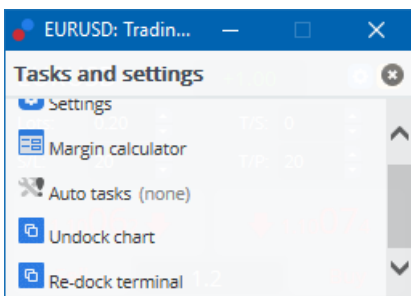 EURUSD: Tradin...
Tasks and settings
Settings
Margin calculator
Auto tasks (none)
Undock chart
Re-dock terminal